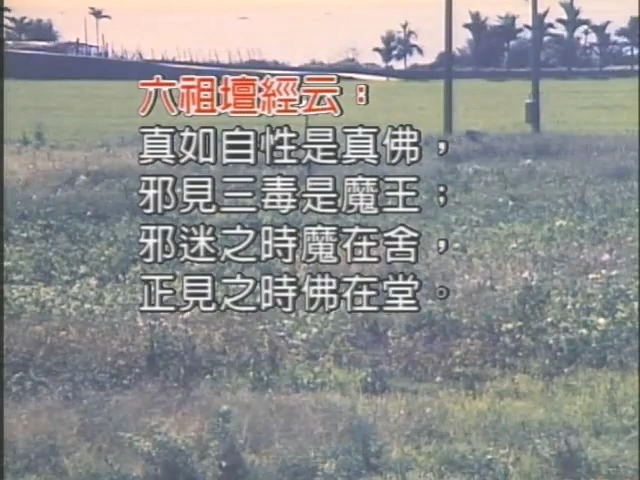 六祖壇經云：
真如自性是真佛，
邪見三毒是魔王；
邪迷之時魔在舍，
正見之時佛在堂。